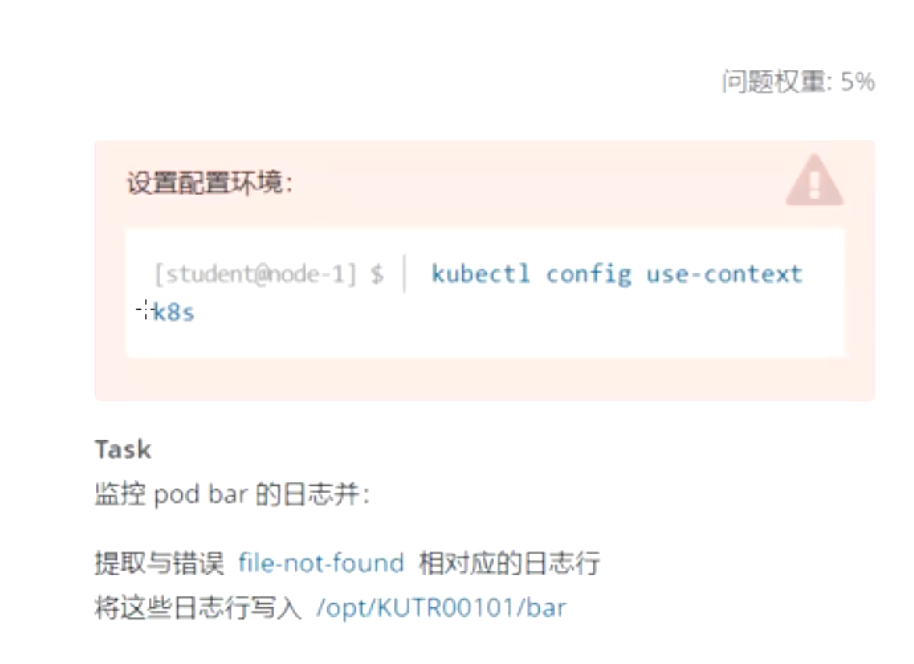 问题权重: 5%
设置配置环境:
[student@node-1] $ | kubectl config use-context
k8s
Task
监控 pod bar 的日志并:
提取与错误 file-not-found 相对应的日志行
将这些日志行写入 /opt/KUTR00101/bar